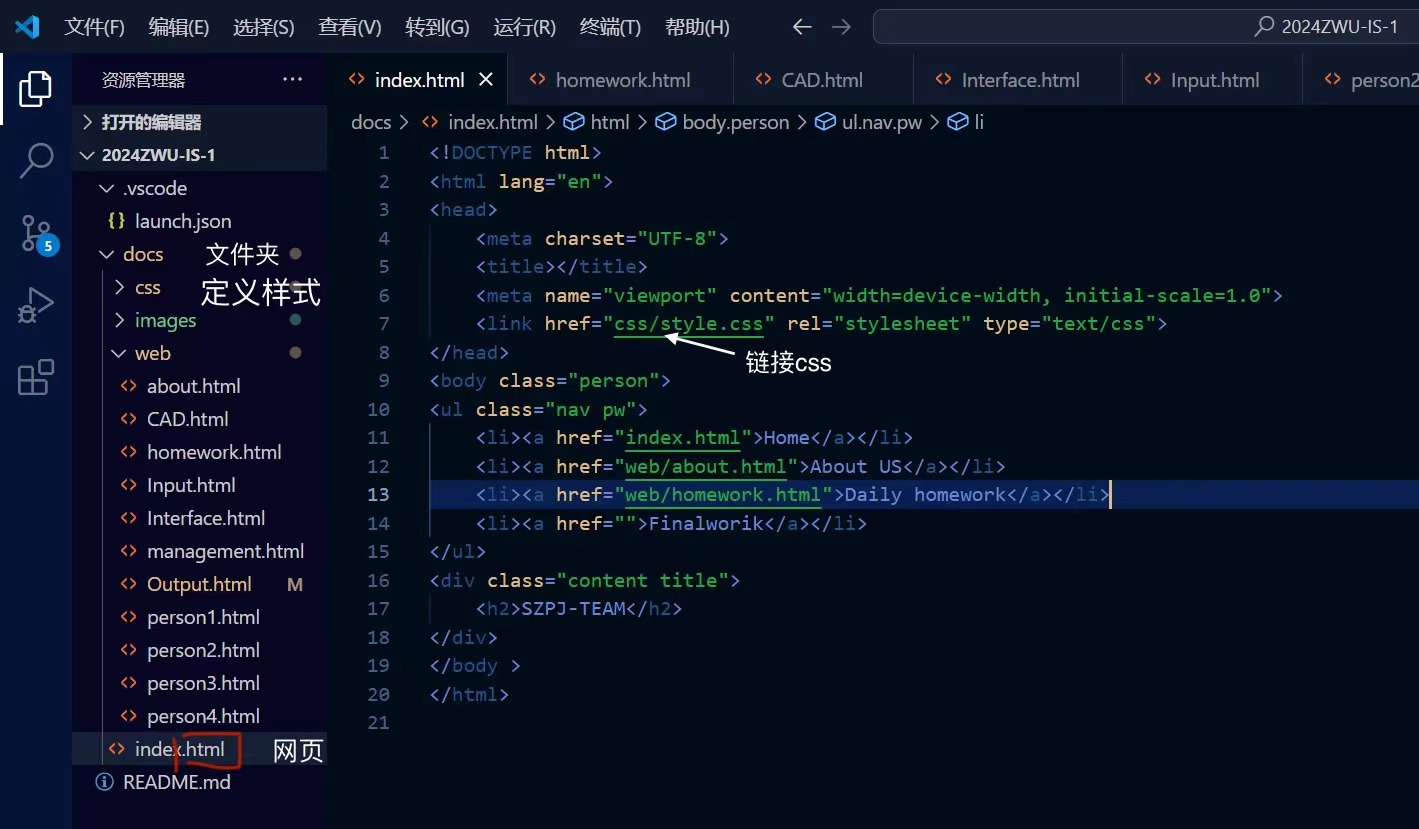 文件(F) 编辑(E) 选择(S) 查看(V) 转到(G) 运行(R) 终端(T) 帮助(H) 2024ZWU-IS-1
资源管理器 ···
index.html homework.html CAD.html Interface.html Input.html person2
打开的编辑器
2024ZWU-IS-1
.vscode
{} launch.json
docs 文件夹
css 定义样式
images
web
about.html
CAD.html
homework.html
Input.html
Interface.html
management.html
Output.html M
person1.html
person2.html
person3.html
person4.html
index.html 网页
README.md
5
docs > index.html > html > body.person > ul.nav.pw > li
1 <!DOCTYPE html>
2 <html lang="en">
3 <head>
4 <meta charset="UTF-8">
5 <title></title>
6 <meta name="viewport" content="width=device-width, initial-scale=1.0">
7 <link href="css/style.css" rel="stylesheet" type="text/css">
链接css
8 </head>
9 <body class="person">
10 <ul class="nav pw">
11 <li><a href="index.html">Home</a></li>
12 <li><a href="web/about.html">About US</a></li>
13 <li><a href="web/homework.html">Daily homework</a></li>
14 <li><a href="">Finalworik</a></li>
15 </ul>
16 <div class="content title">
17 <h2>SZPJ-TEAM</h2>
18 </div>
19 </body >
20 </html>
21